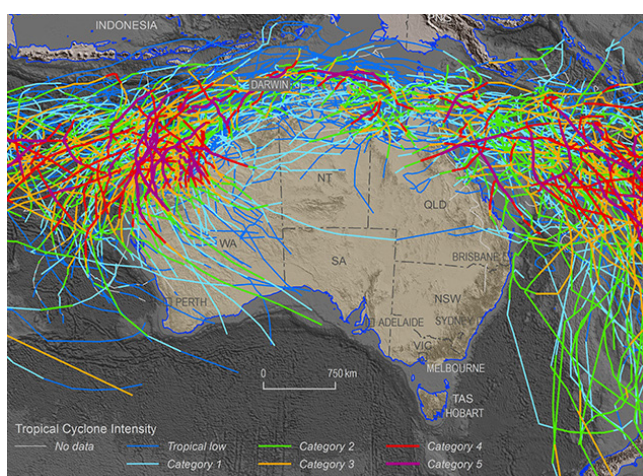 INDONESIA
PNG
DARWIN
NT
QLD
WA
SA
BRISBANE
NSW
PERTH
ADELAIDE
SYDNEY
VIC
MELBOURNE
0 750 km
TAS
HOBART
Tropical Cyclone Intensity
No data
Tropical low
Category 2
Category 4
Category 1
Category 3
Category 5